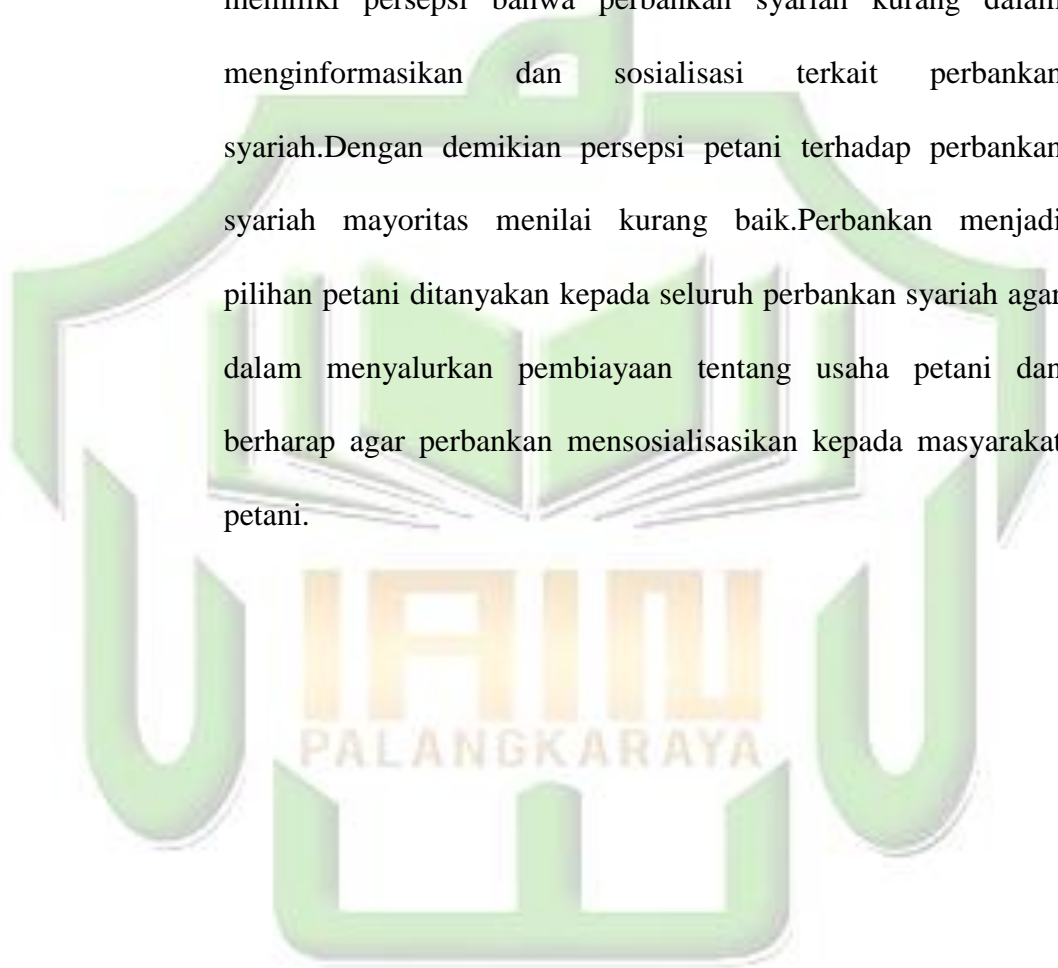 memiliki persepsi bahwa perbankan syariah kurang dalam
menginformasikan dan sosialisasi terkait perbankan
syariah.Dengan demikian persepsi petani terhadap perbankan
syariah mayoritas menilai kurang baik.Perbankan menjadi
pilihan petani ditanyakan kepada seluruh perbankan syariah agar
dalam menyalurkan pembiayaan tentang usaha petani dan
berharap agar perbankan mensosialisasikan kepada masyarakat
petani.
IAIN
PALANGKARAYA